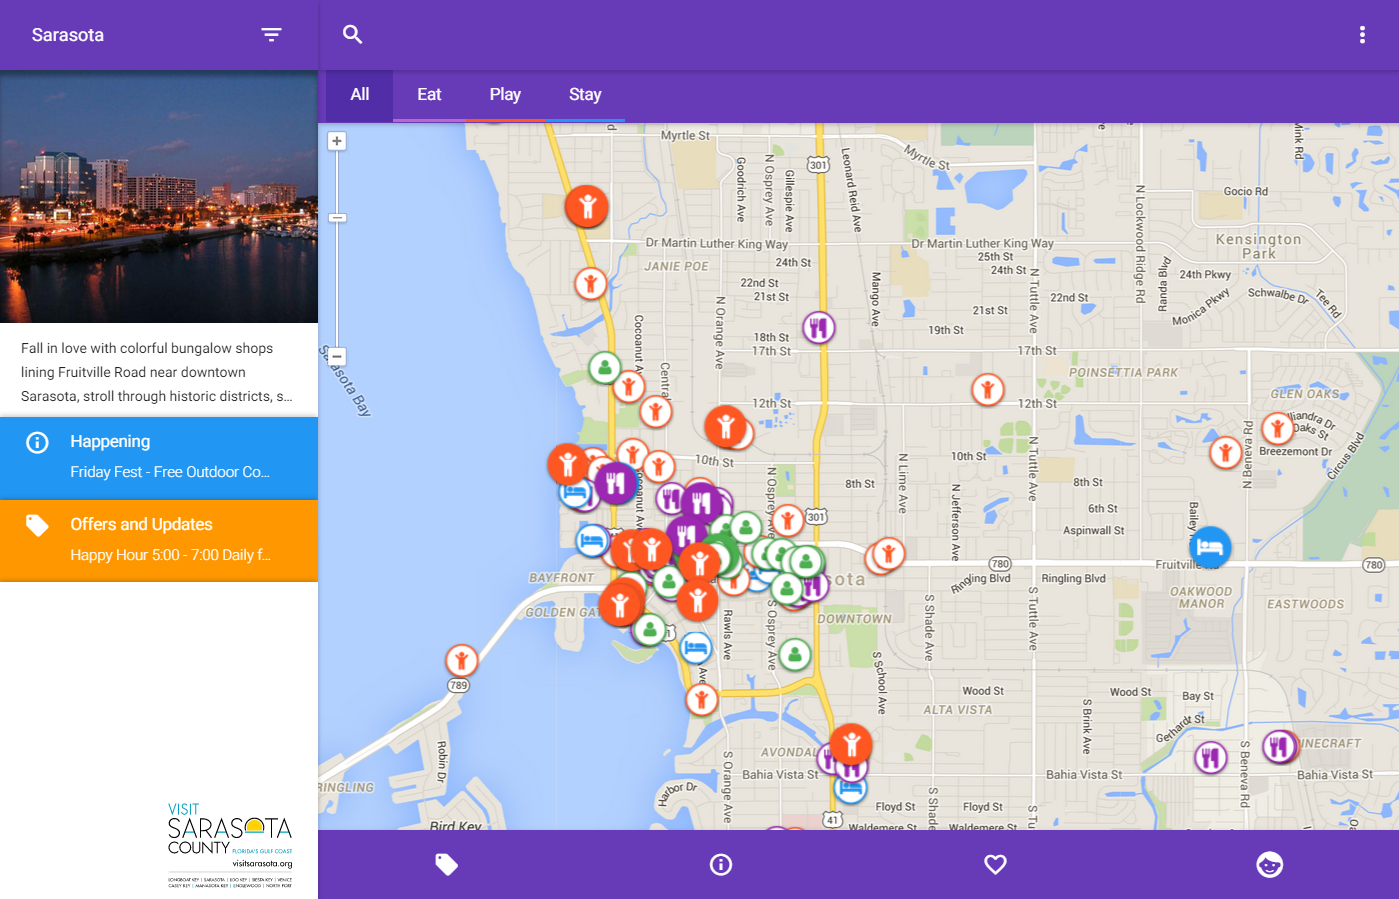 Sarasota
All
Eat
Play
Stay
Fall in love with colorful bungalow shops
lining Fruitville Road near downtown
Sarasota, stroll through historic districts, s...
Happening
Friday Fest - Free Outdoor Co...
Offers and Updates
Happy Hour 5:00 - 7:00 Daily f...
VISIT
SARASOTA
COUNTY FLORIDA'S GULF COAST
visitsarasota.org
LONGBOAT KEY | SARASOTA | LIDO KEY | SIESTA KEY | VENICE
CASEY KEY | MANASOTA KEY | ENGLEWOOD | NORTH PORT
Myrtle St
301
Myrtle St
Mink Rd
Goodrich Ave
N Osprey Ave
Gillespie Ave
Leonard Reid Ave
N Lockwood Ridge Rd
Gocio Rd
Dr Martin Luther King Way
Dr Martin Luther King Way
Kensington
Park
JANIE POE
24th St
25th St
24th St
22nd St
21st St
Mango Ave
N Tuttle Ave
22nd St
Ranpla Blvd
24th Pkwy
Schwalbe Dr
Tee Rd
Monica Pkwy
N Orange Ave
Cocoanut Ave
18th St
17th St
19th St
21st St
17th St
Sarasota Bay
Central
POINSETTIA PARK
GLEN OAKS
12th St
12th St
Oaks St
Breezemont Dr
Circus Blvd
N Beneva Rd
10th St
10th St
N Osprey Ave
N Lime Ave
8th St
8th St
N Jefferson Ave
N Tuttle Ave
6th St
Aspinwall St
301
Bailey
780
Fruitvill
780
BAYFRONT
Ringling Blvd
Ringling Blvd
OAKWOOD
MANOR
EASTWOODS
GOLDEN GAT
DOWNTOWN
Rawls Ave
S Osprey Ave
S Shade Ave
S Tuttle Ave
789
S School Ave
Wood St
Wood St
Bay St
ALTA VISTA
S Brink Ave
Gerhardt St
Robin Dr
S Orange Ave
AVONDAL
Bahia Vista St
Bahia Vista St
Bahia Vista St
INECRAFT
S Beneva Rd
RINGLING
Harbor Dr
Bird Key
41
Floyd St
Floyd St
S Shade
S Tu
Waldemere St
Waldemere St